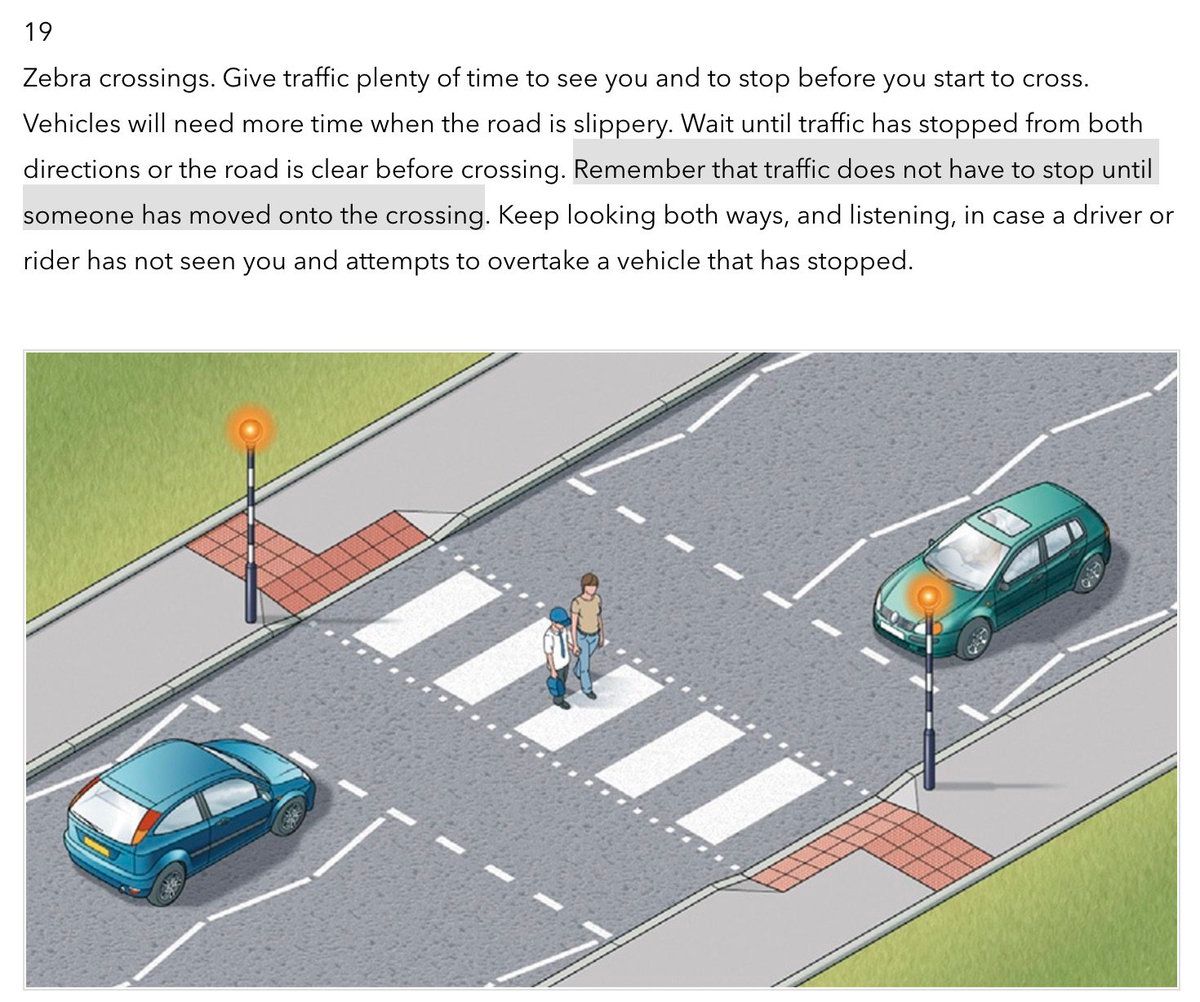 19
Zebra crossings. Give traffic plenty of time to see you and to stop before you start to cross.
Vehicles will need more time when the road is slippery. Wait until traffic has stopped from both
directions or the road is clear before crossing. Remember that traffic does not have to stop until
someone has moved onto the crossing. Keep looking both ways, and listening, in case a driver or
rider has not seen you and attempts to overtake a vehicle that has stopped.